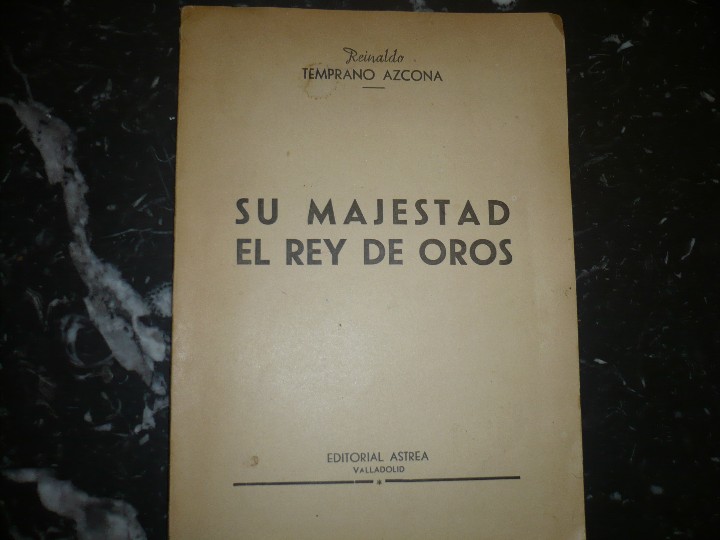 Reinaldo
TEMPRANO AZCONA
SU MAJESTAD
EL REY DE OROS
EDITORIAL ASTREA
VALLADOLID